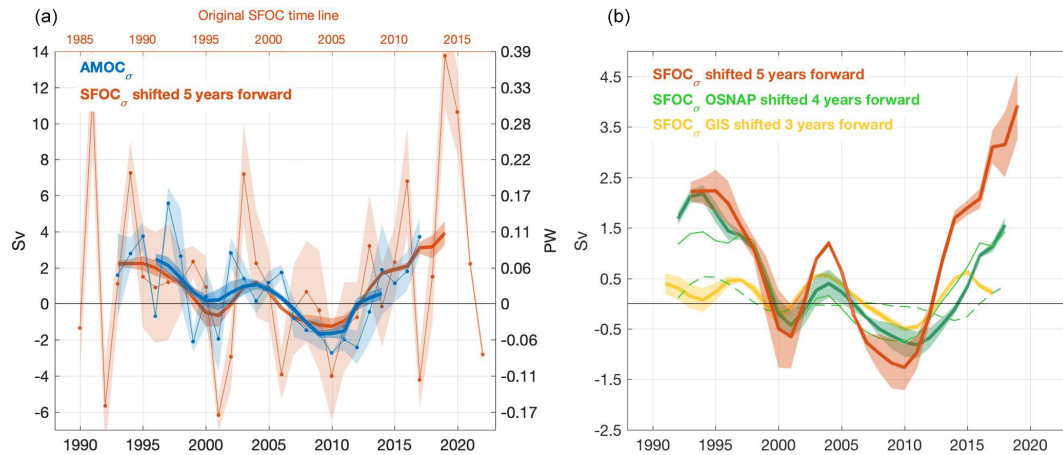 (a)
Original SFOC time line
1985 1990 1995 2000 2005 2010 2015
AMOCσ
SFOCσ shifted 5 years forward
14 0.39
12 0.33
10 0.28
8 0.22
6 0.17
4 0.11
2 0.06
0 0
-2 -0.06
-4 -0.11
-6 -0.17
Sv
PW
1990 1995 2000 2005 2010 2015 2020
(b)
SFOCσ shifted 5 years forward
SFOCσ OSNAP shifted 4 years forward
SFOCσ GIS shifted 3 years forward
4.5
3.5
2.5
1.5
0.5
-0.5
-1.5
-2.5
Sv
1990 1995 2000 2005 2010 2015 2020